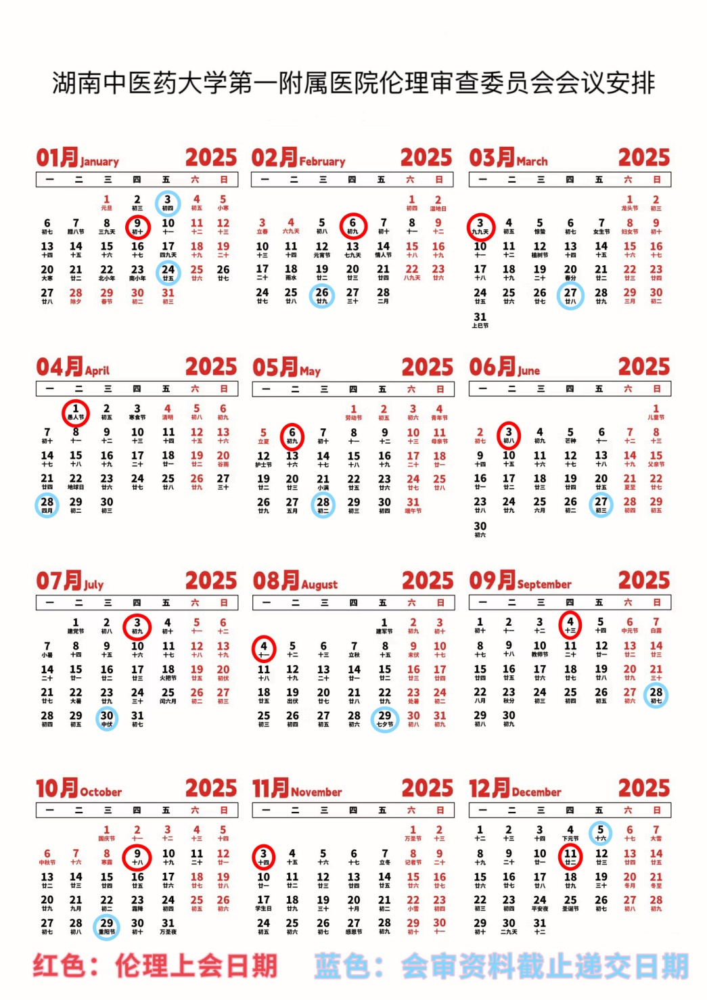 湖南中医药大学第一附属医院伦理审查委员会会议安排
01月January 2025 02月February 2025 03月March 2025
一 二 三 四 五 六 日 一 二 三 四 五 六 日 一 二 三 四 五 六 日
1 2 3 4 5 1 2 1 2
元旦 初三 初四 初五 小寒 初四 湿地日 龙头节 初三
6 7 8 9 10 11 12 3 4 5 6 7 8 9 3 4 5 6 7 8 9
初七 腊八节 三九天 初十 十一 十二 十三 立春 六九天 初八 初九 初十 十一 十二 九九天 初五 惊蛰 初七 女生节 妇女节 初十
13 14 15 16 17 18 19 10 11 12 13 14 15 16 10 11 12 13 14 15 16
十四 十五 十六 十七 四九天 十九 二十 十三 十四 元宵节 七九天 情人节 十八 十九 十一 十二 植树节 十四 十五 十六 十七
20 21 22 23 24 25 26 17 18 19 20 21 22 23 17 18 19 20 21 22 23
大寒 廿二 北小年 南小年 廿五 廿六 廿七 二十 雨水 廿二 廿三 廿四 八九天 廿六 十八 十九 二十 春分 廿二 廿三 廿四
27 28 29 30 31 24 25 26 27 28 24 25 26 27 28 29 30
廿八 除夕 春节 初二 初三 廿七 廿八 廿九 三十 二月 廿五 廿六 廿七 廿八 廿九 三月 初二
31
上巳节
04月April 2025 05月May 2025 06月June 2025
一 二 三 四 五 六 日 一 二 三 四 五 六 日 一 二 三 四 五 六 日
1 2 3 4 5 6 1 2 3 4 1
愚人节 初五 寒食节 清明 初八 初九 劳动节 初五 初六 青年节 儿童节
7 8 9 10 11 12 13 5 6 7 8 9 10 11 2 3 4 5 6 7 8
初十 十一 十二 十三 十四 十五 十六 立夏 初九 初十 十一 十二 十三 母亲节 初七 初八 初九 芒种 十一 十二 十三
14 15 16 17 18 19 20 12 13 14 15 16 17 18 9 10 11 12 13 14 15
十七 十八 十九 二十 廿一 廿二 谷雨 护士节 十六 十七 十八 十九 二十 廿一 十四 十五 十六 十七 十八 十九 父亲节
21 22 23 24 25 26 27 19 20 21 22 23 24 25 16 17 18 19 20 21 22
廿四 地球日 廿六 廿七 廿八 廿九 三十 廿二 廿三 小满 廿五 廿六 廿七 廿八 廿一 廿二 廿三 廿四 廿五 夏至 廿七
28 29 30 26 27 28 29 30 31 23 24 25 26 27 28 29
四月 初二 初三 廿九 五月 初二 初三 初四 端午节 廿八 廿九 六月 初二 初三 初四 初五
30
初六
07月July 2025 08月August 2025 09月September 2025
一 二 三 四 五 六 日 一 二 三 四 五 六 日 一 二 三 四 五 六 日
1 2 3 4 5 6 1 2 3 1 2 3 4 5 6 7
建党节 初八 初九 初十 十一 十二 建军节 初九 初十 初十 十一 十二 十三 十四 中元节 白露
7 8 9 10 11 12 13 4 5 6 7 8 9 10 8 9 10 11 12 13 14
小暑 十四 十五 十六 十七 十八 十九 十一 十二 十三 立秋 十五 末伏 十七 十七 十八 教师节 二十 廿一 廿二 廿三
14 15 16 17 18 19 20 11 12 13 14 15 16 17 15 16 17 18 19 20 21
二十 廿一 廿二 廿三 火把节 廿五 初伏 十八 十九 二十 廿一 廿二 廿三 廿四 廿四 廿五 廿六 廿七 廿八 廿九 三十
21 22 23 24 25 26 27 18 19 20 21 22 23 24 22 23 24 25 26 27 28
廿七 大暑 廿九 三十 闰六月 初二 初三 廿五 出伏 廿七 廿八 廿九 处暑 初二 八月 秋分 初三 初四 初五 初六 初七
28 29 30 31 25 26 27 28 29 30 31 29 30
初四 初五 中伏 初七 初三 初四 初五 初六 七夕节 初八 初九 初八 初九
10月October 2025 11月November 2025 12月December 2025
一 二 三 四 五 六 日 一 二 三 四 五 六 日 一 二 三 四 五 六 日
1 2 3 4 5 1 2 1 2 3 4 5 6 7
国庆节 十一 十二 十三 十四 万圣节 十三 十二 十三 十四 下元节 十六 十七 大雪
6 7 8 9 10 11 12 3 4 5 6 7 8 9 8 9 10 11 12 13 14
中秋节 十六 寒露 十八 十九 二十 廿一 十四 十五 十六 十七 立冬 记者节 二十 十九 二十 廿一 廿二 廿三 廿四 廿五
13 14 15 16 17 18 19 10 11 12 13 14 15 16 15 16 17 18 19 20 21
廿二 廿三 廿四 廿五 廿六 廿七 廿八 廿一 廿二 廿三 廿四 廿五 廿六 廿七 廿六 廿七 廿八 廿九 三十 冬月 冬至
20 21 22 23 24 25 26 17 18 19 20 21 22 23 22 23 24 25 26 27 28
廿九 九月 初二 霜降 初四 初五 初六 学生日 廿九 三十 十月 初二 小雪 初四 初三 初四 平安夜 圣诞节 初七 初八 初九
27 28 29 30 31 24 25 26 27 28 29 30 29 30 31
初七 初八 重阳节 初十 万圣夜 初五 初六 初七 感恩节 初九 初十 十一 初十 二九天 十二
红色：伦理上会日期 蓝色：会审资料截止递交日期